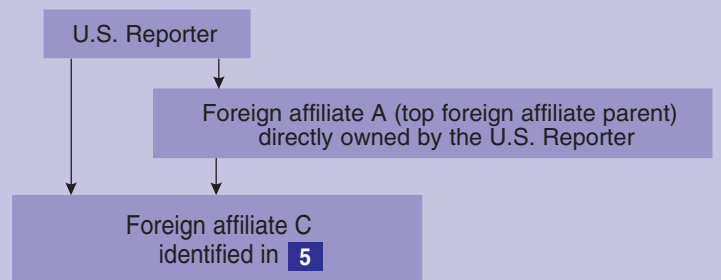 U.S. Reporter
Foreign affiliate A (top foreign affiliate parent)
directly owned by the U.S. Reporter
Foreign affiliate C
identified in 5